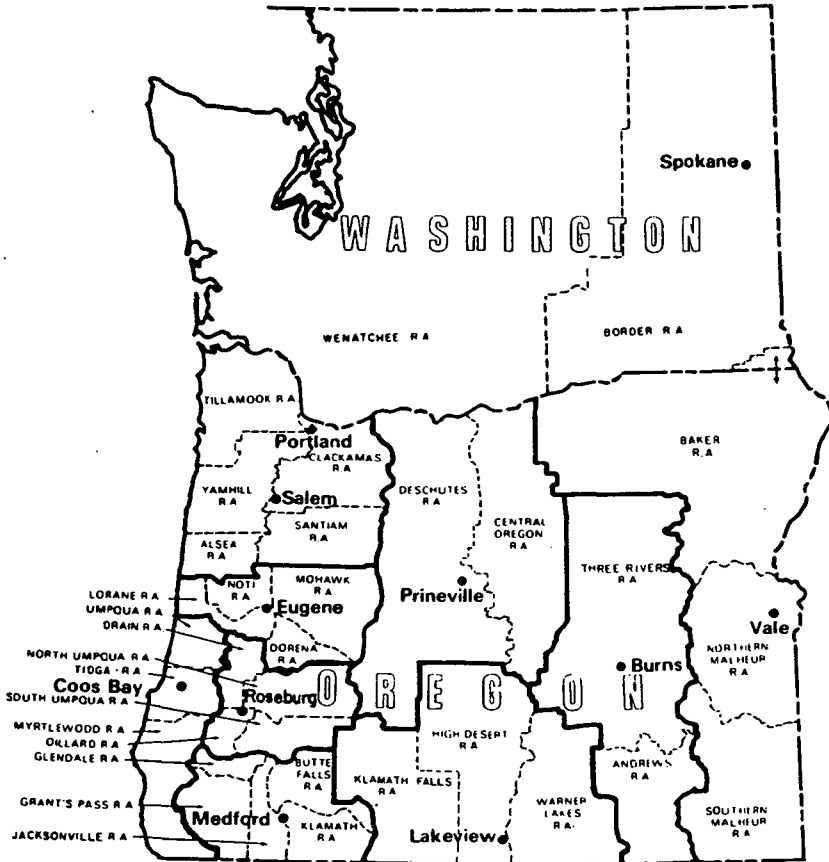 Spokane
WASHINGTON
WENATCHEE R A
BORDER R A
TILLAMOOK R A
Portland
CLACKAMAS
R A
BAKER
R.A
YAMHILL
R A
Salem
DESCHUTES
R A
CENTRAL
OREGON
R A
SANTIAM
R A
ALSEA
R A
THREE RIVERS
R A
NOTI
R A
MOHAWK
R A
LORANE R A
UMPQUA R A
DRAIN R A
Eugene
Prineville
Vale
DORENA
R A
NORTHERN
MALHEUR
R A
NORTH UMPQUA R A
TIOGA R A
Coos Bay
SOUTH UMPQUA R A
Roseburg
Burns
OREGON
MYRTLEWODD R A
OILLARD R A
GLENDALE R A
HIGH DESERT
R A
BUTTE
FALLS
R A
KLAMATH FALLS
R A
ANDREWS
R A
GRANT'S PASS R A
Medford
KLAMATH
R A
WARNER
LAKES
R A
SOUTHERN
MALHEUR
R A
JACKSONVILLE R A
Lakeview